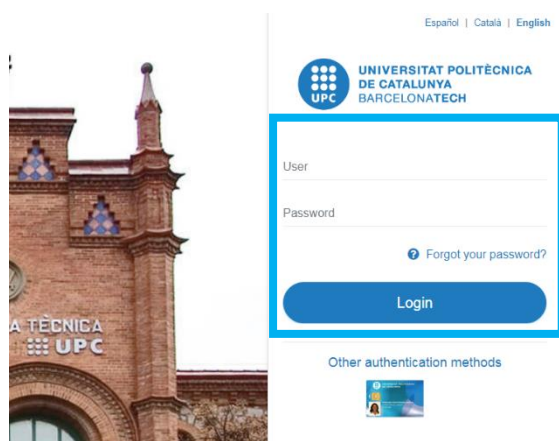 Español | Català | English
UNIVERSITAT POLITÈCNICA
DE CATALUNYA
BARCELONATECH
UPC
User
Password
Forgot your password?
Login
A TÈCNICA
UPC
Other authentication methods